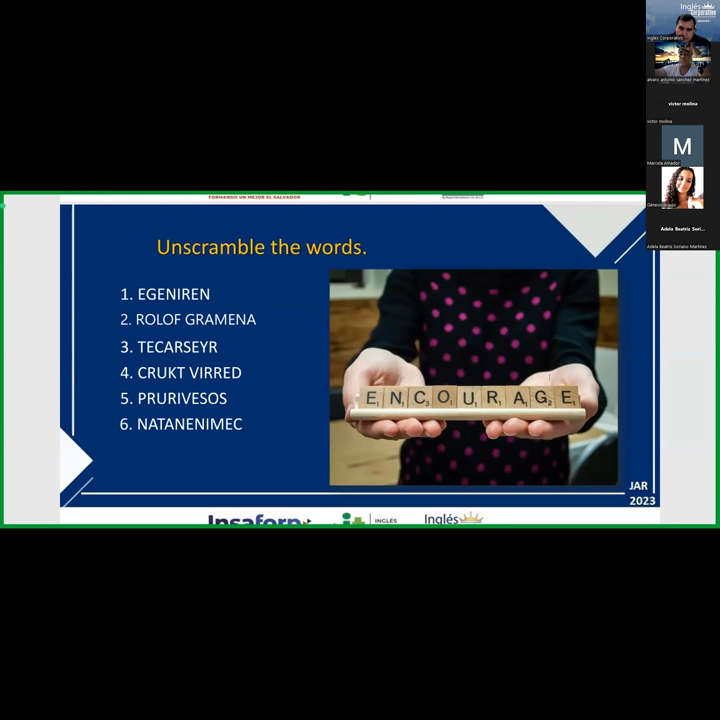 Inglés
Corporativo
Inglés Corporativo
alvaro antonio sanchez martinez
victor molina
victor molina
M
Marcela Amador
Adela Beatriz Sori...
Adela Beatriz Soriano Martínez
FORMANDO UN MEJOR EL SALVADOR
Unscramble the words.
1. EGENIREN
2. ROLOF GRAMENA
3. TECARSEYR
4. CRUKT VIRRED
5. PRURIVESOS
6. NATANENIMEC
ENCOURAGE
JAR
2023
Insaforp
it
INGLÉS
Inglés